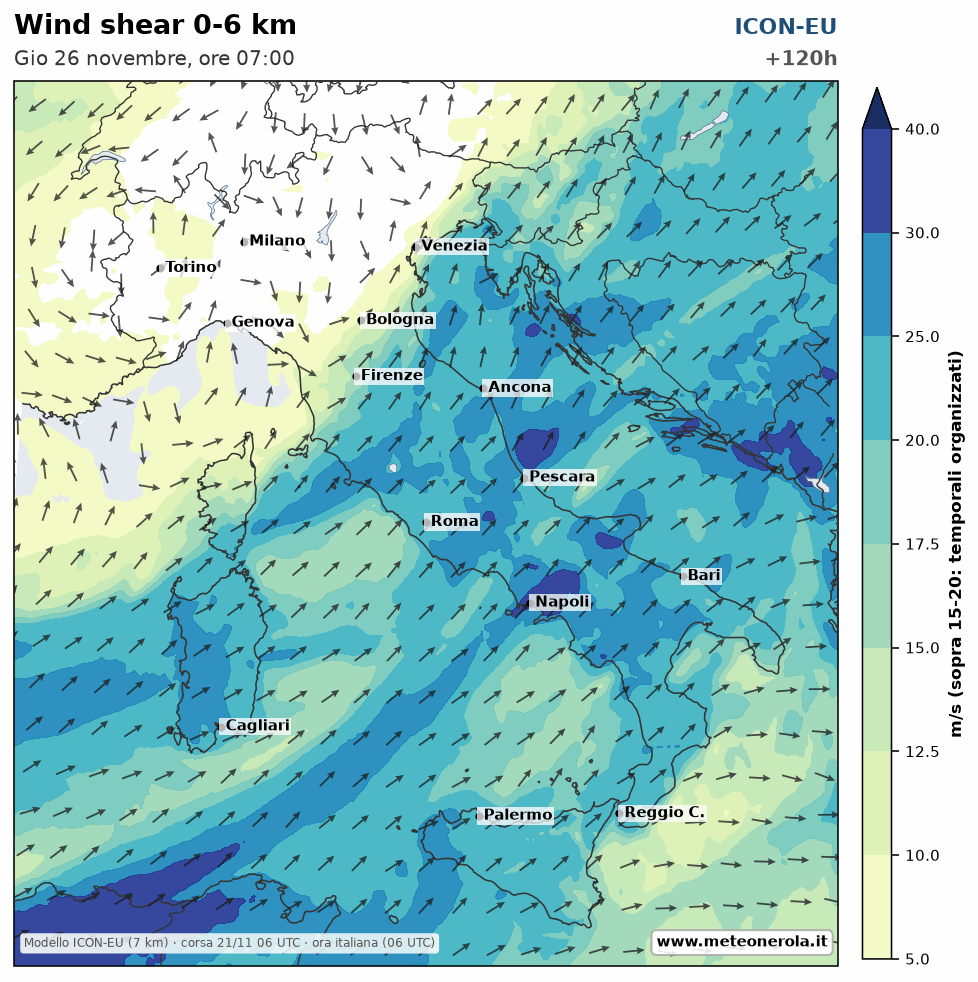 Wind shear 0-6 km
ICON-EU
Gio 26 novembre, ore 07:00
+120h
Milano
Venezia
Torino
Genova
Bologna
Firenze
Ancona
Pescara
Roma
Bari
Napoli
Cagliari
Palermo
Reggio C.
40.0
30.0
25.0
20.0
17.5
15.0
12.5
10.0
5.0
m/s (sopra 15-20: temporali organizzati)
Modello ICON-EU (7 km) · corsa 21/11 06 UTC · ora italiana (06 UTC)
www.meteonerola.it